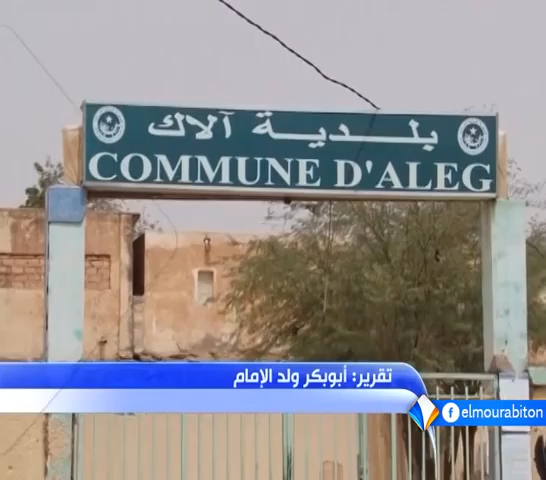 بلدية آلاك
COMMUNE D'ALEG
تقرير: أبوبكر ولد الإمام
elmourabiton